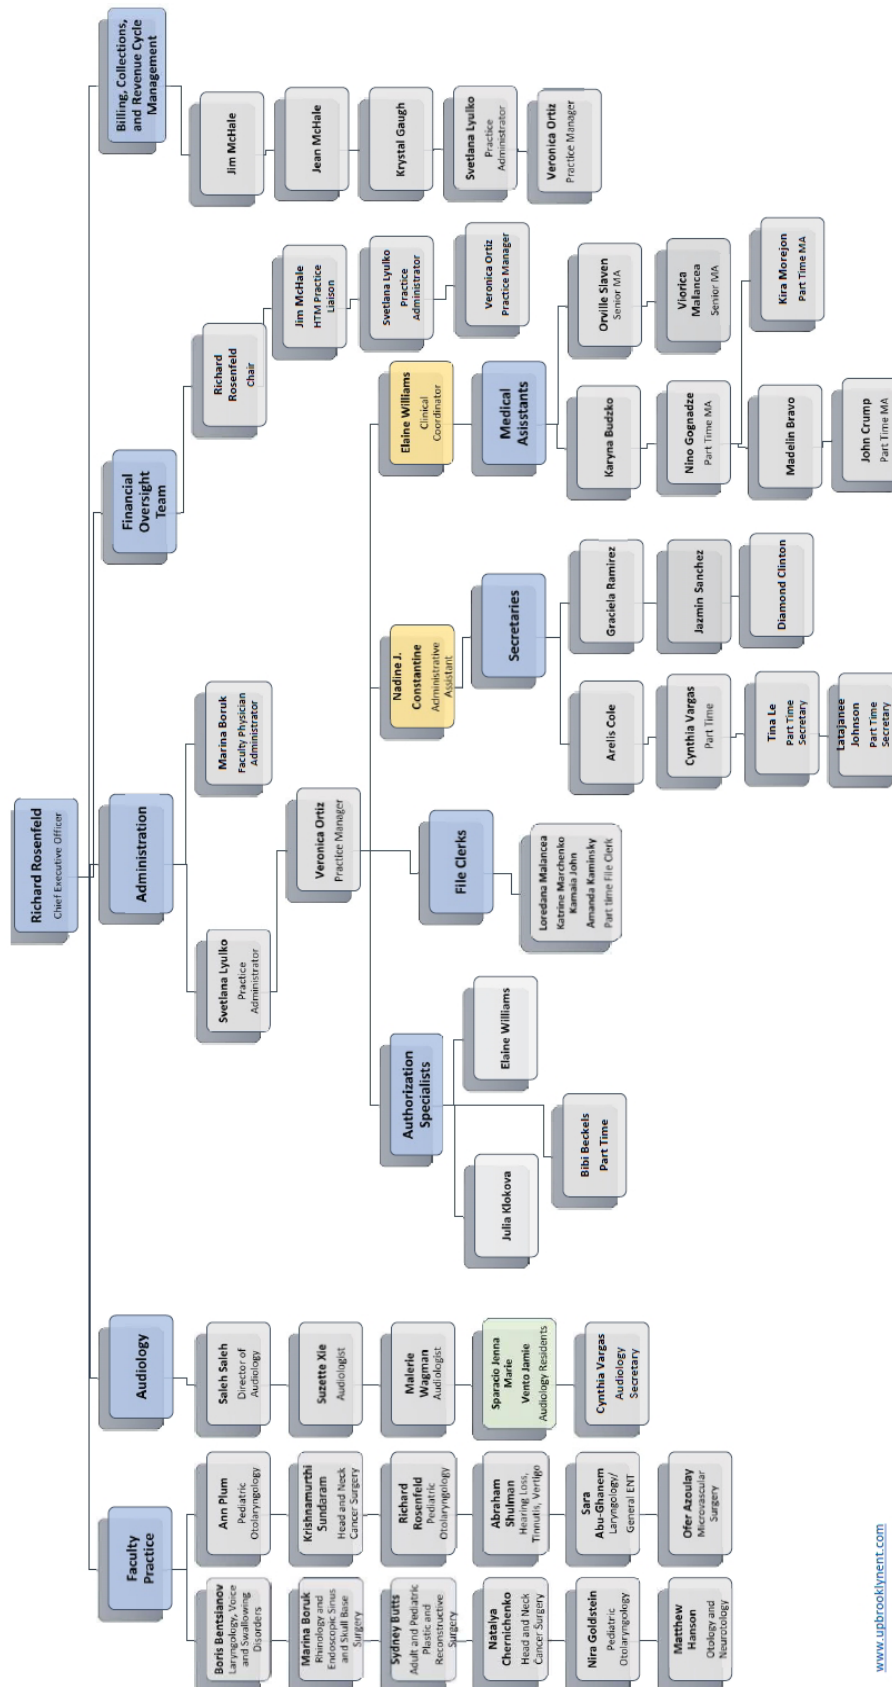 Richard Rosenfeld
Chief Executive Officer
Faculty
Practice
Boris Bentsianov
Laryngology, Voice
and Swallowing
Disorders
Marina Boruk
Rhinology and
Endoscopic Sinus
and Skull Base
Surgery
Sydney Butts
Adult and Pediatric
Plastic and
Reconstructive
Surgery
Natalya
Chernichenko
Head and Neck
Cancer Surgery
Nira Goldstein
Pediatric
Otolaryngology
Matthew
Hanson
Otology and
Neurotology
Ann Plum
Pediatric
Otolaryngology
Krishnamurthi
Sundaram
Head and Neck
Cancer Surgery
Richard
Rosenfeld
Pediatric
Otolaryngology
Abraham
Shulman
Hearing Loss,
Tinnutis, Vertigo
Sara
Abu-Ghanem
Laryngology/
General ENT
Ofer Azoulay
Microvascular
Surgery
Audiology
Saleh Saleh
Director of
Audiology
Suzette Xie
Audiologist
Malerie
Wagman
Audiologist
Sparacio Jenna
Marie
Vento Jamie
Audiology Residents
Cynthia Vargas
Audiology
Secretary
Administration
Svetlana Lyulko
Practice
Administrator
Marina Boruk
Faculty Physician
Administrator
Veronica Ortiz
Practice Manager
Authorization
Specialists
Julia Klokova
Elaine Williams
Bibi Beckels
Part Time
File Clerks
Loredana Malancea
Katrine Marchenko
Kamaia John
Amanda Kaminsky
Part time File Clerk
Nadine J.
Constantine
Administrative
Assistant
Secretaries
Arelis Cole
Cynthia Vargas
Part Time
Tina Le
Part Time
Secretary
Latajanee
Johnson
Part Time
Secretary
Graciela Ramirez
Jazmin Sanchez
Diamond Clinton
Elaine Williams
Clinical
Coordinator
Medical
Asisstants
Karyna Budzko
Nino Gognadze
Part Time MA
Madelin Bravo
John Crump
Part Time MA
Orville Slaven
Senior MA
Viorica
Malancea
Senior MA
Kira Morejon
Part Time MA
Financial
Oversight
Team
Richard
Rosenfeld
Chair
Jim McHale
HTM Practice
Liaison
Svetlana Lyulko
Practice
Administrator
Veronica Ortiz
Practice Manager
Billing, Collections,
and Revenue Cycle
Management
Jim McHale
Jean McHale
Krystal Gaugh
Svetlana Lyulko
Practice
Administrator
Veronica Ortiz
Practice Manager
www.upbrooklynent.com